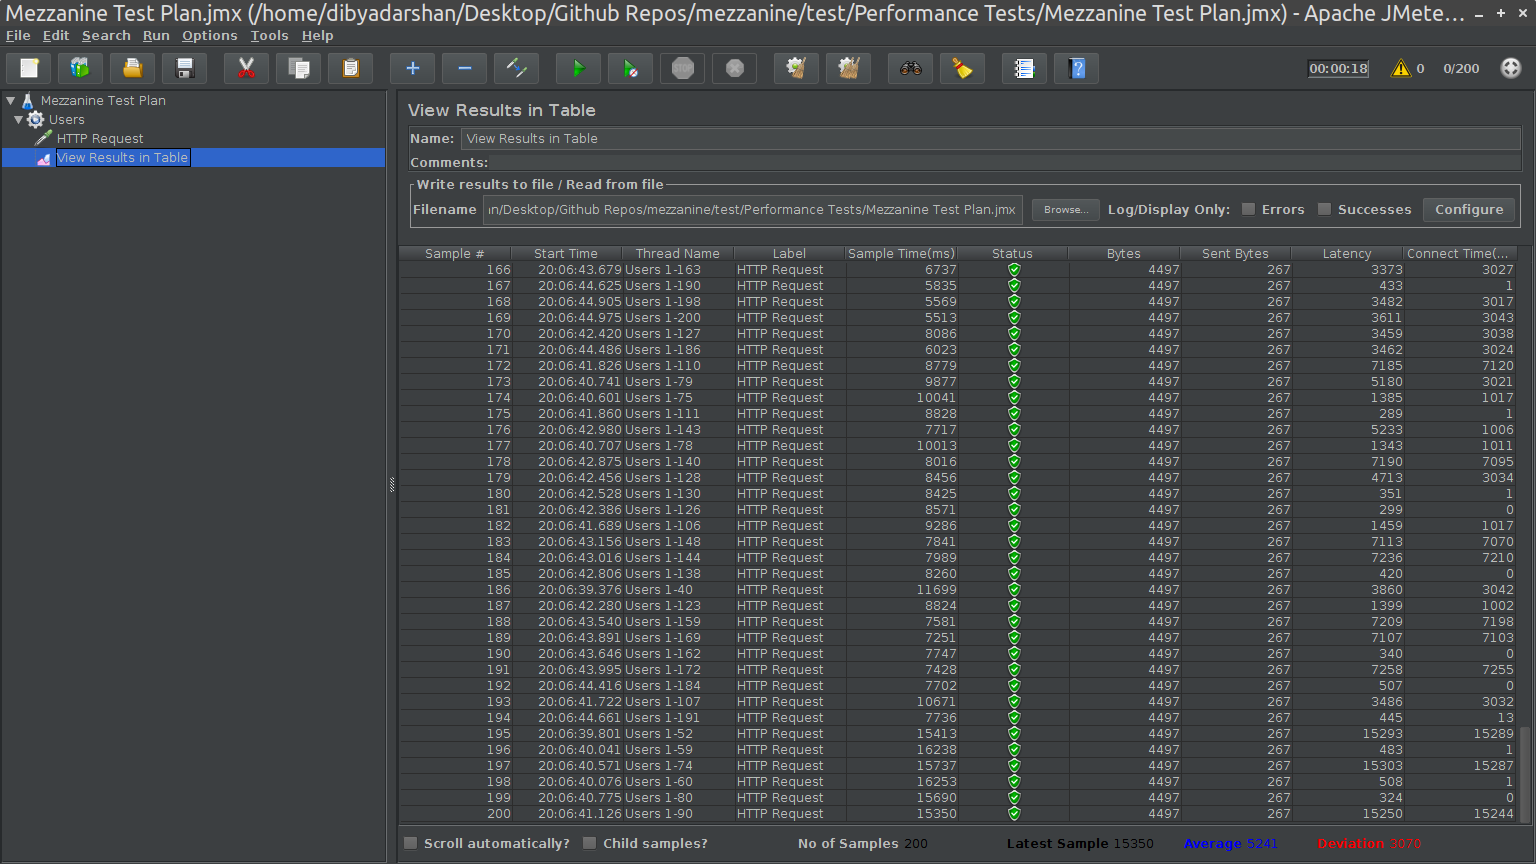 Mezzanine Test Plan.jmx (/home/dibyadarshan/Desktop/Github Repos/mezzanine/test/Performance Tests/Mezzanine Test Plan.jmx) - Apache JMete...
File Edit Search Run Options Tools Help
STOP 00:00:18 0 0/200
Mezzanine Test Plan
Users
HTTP Request
View Results in Table
View Results in Table
Name: View Results in Table
Comments:
Write results to file / Read from file
Filename ın/Desktop/Github Repos/mezzanine/test/Performance Tests/Mezzanine Test Plan.jmx Browse... Log/Display Only: Errors Successes Configure
Sample # Start Time Thread Name Label Sample Time(ms) Status Bytes Sent Bytes Latency Connect Time(...
166 20:06:43.679 Users 1-163 HTTP Request 6737 4497 267 3373 3027
167 20:06:44.625 Users 1-190 HTTP Request 5835 4497 267 433 1
168 20:06:44.905 Users 1-198 HTTP Request 5569 4497 267 3482 3017
169 20:06:44.975 Users 1-200 HTTP Request 5513 4497 267 3611 3043
170 20:06:42.420 Users 1-127 HTTP Request 8086 4497 267 3459 3038
171 20:06:44.486 Users 1-186 HTTP Request 6023 4497 267 3462 3024
172 20:06:41.826 Users 1-110 HTTP Request 8779 4497 267 7185 7120
173 20:06:40.741 Users 1-79 HTTP Request 9877 4497 267 5180 3021
174 20:06:40.601 Users 1-75 HTTP Request 10041 4497 267 1385 1017
175 20:06:41.860 Users 1-111 HTTP Request 8828 4497 267 289 1
176 20:06:42.980 Users 1-143 HTTP Request 7717 4497 267 5233 1006
177 20:06:40.707 Users 1-78 HTTP Request 10013 4497 267 1343 1011
178 20:06:42.875 Users 1-140 HTTP Request 8016 4497 267 7190 7095
179 20:06:42.456 Users 1-128 HTTP Request 8456 4497 267 4713 3034
180 20:06:42.528 Users 1-130 HTTP Request 8425 4497 267 351 1
181 20:06:42.386 Users 1-126 HTTP Request 8571 4497 267 299 0
182 20:06:41.689 Users 1-106 HTTP Request 9286 4497 267 1459 1017
183 20:06:43.156 Users 1-148 HTTP Request 7841 4497 267 7113 7070
184 20:06:43.016 Users 1-144 HTTP Request 7989 4497 267 7236 7210
185 20:06:42.806 Users 1-138 HTTP Request 8260 4497 267 420 0
186 20:06:39.376 Users 1-40 HTTP Request 11699 4497 267 3860 3042
187 20:06:42.280 Users 1-123 HTTP Request 8824 4497 267 1399 1002
188 20:06:43.540 Users 1-159 HTTP Request 7581 4497 267 7209 7198
189 20:06:43.891 Users 1-169 HTTP Request 7251 4497 267 7107 7103
190 20:06:43.646 Users 1-162 HTTP Request 7747 4497 267 340 0
191 20:06:43.995 Users 1-172 HTTP Request 7428 4497 267 7258 7255
192 20:06:44.416 Users 1-184 HTTP Request 7702 4497 267 507 0
193 20:06:41.722 Users 1-107 HTTP Request 10671 4497 267 3486 3032
194 20:06:44.661 Users 1-191 HTTP Request 7736 4497 267 445 13
195 20:06:39.801 Users 1-52 HTTP Request 15413 4497 267 15293 15289
196 20:06:40.041 Users 1-59 HTTP Request 16238 4497 267 483 1
197 20:06:40.571 Users 1-74 HTTP Request 15737 4497 267 15303 15287
198 20:06:40.076 Users 1-60 HTTP Request 16253 4497 267 508 1
199 20:06:40.775 Users 1-80 HTTP Request 15690 4497 267 324 0
200 20:06:41.126 Users 1-90 HTTP Request 15350 4497 267 15250 15244
Scroll automatically? Child samples? No of Samples 200 Latest Sample 15350 Average 5241 Deviation 3070